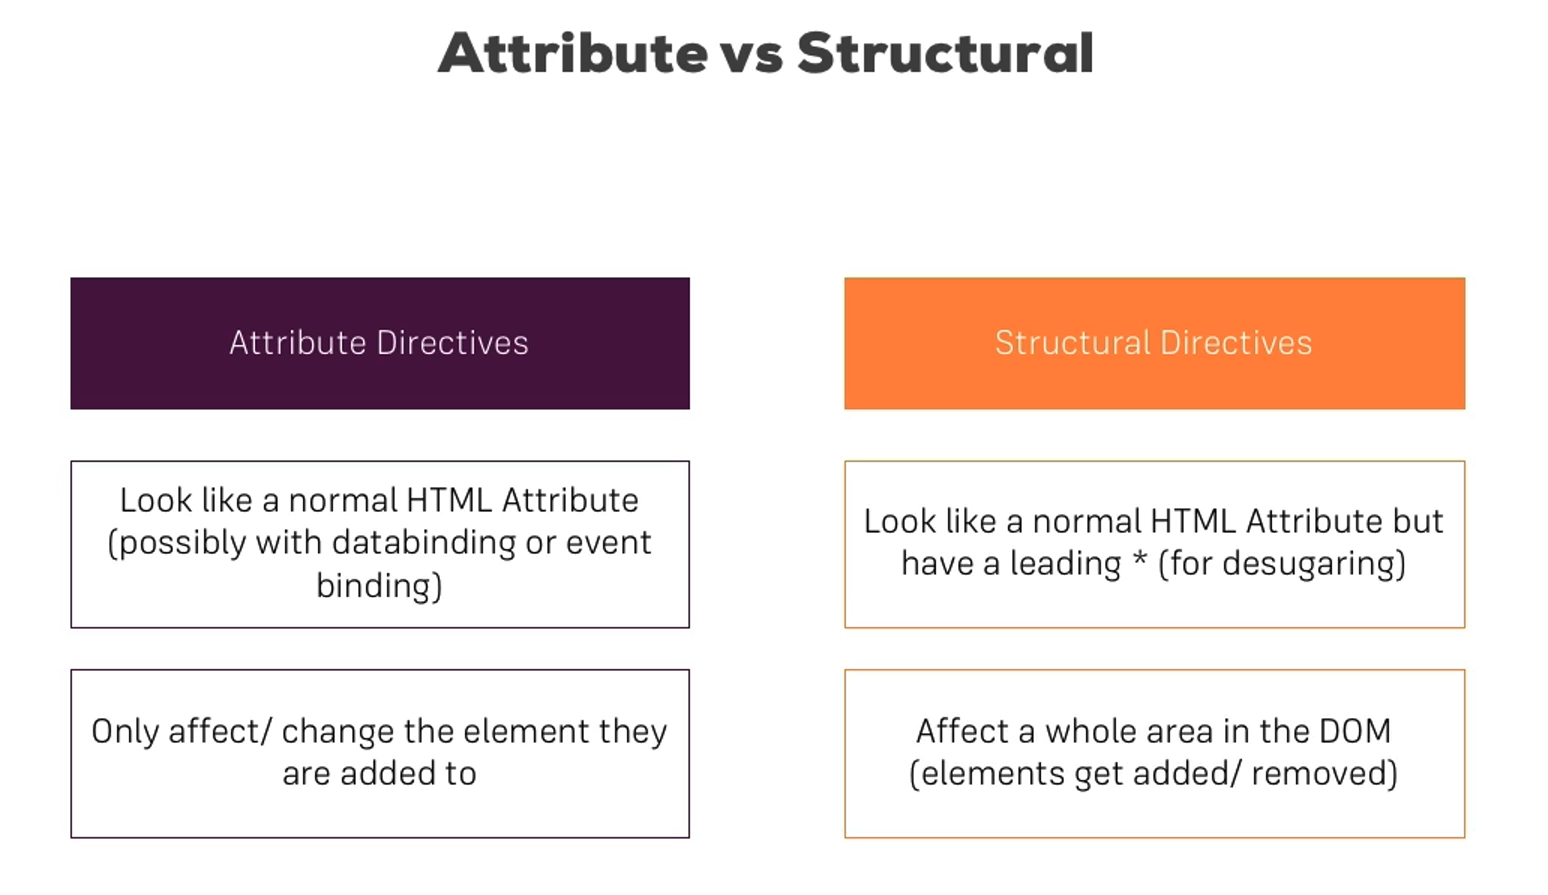 Attribute vs Structural
Attribute Directives
Structural Directives
Look like a normal HTML Attribute
(possibly with databinding or event
binding)
Look like a normal HTML Attribute but
have a leading * (for desugaring)
Only affect/ change the element they
are added to
Affect a whole area in the DOM
(elements get added/ removed)